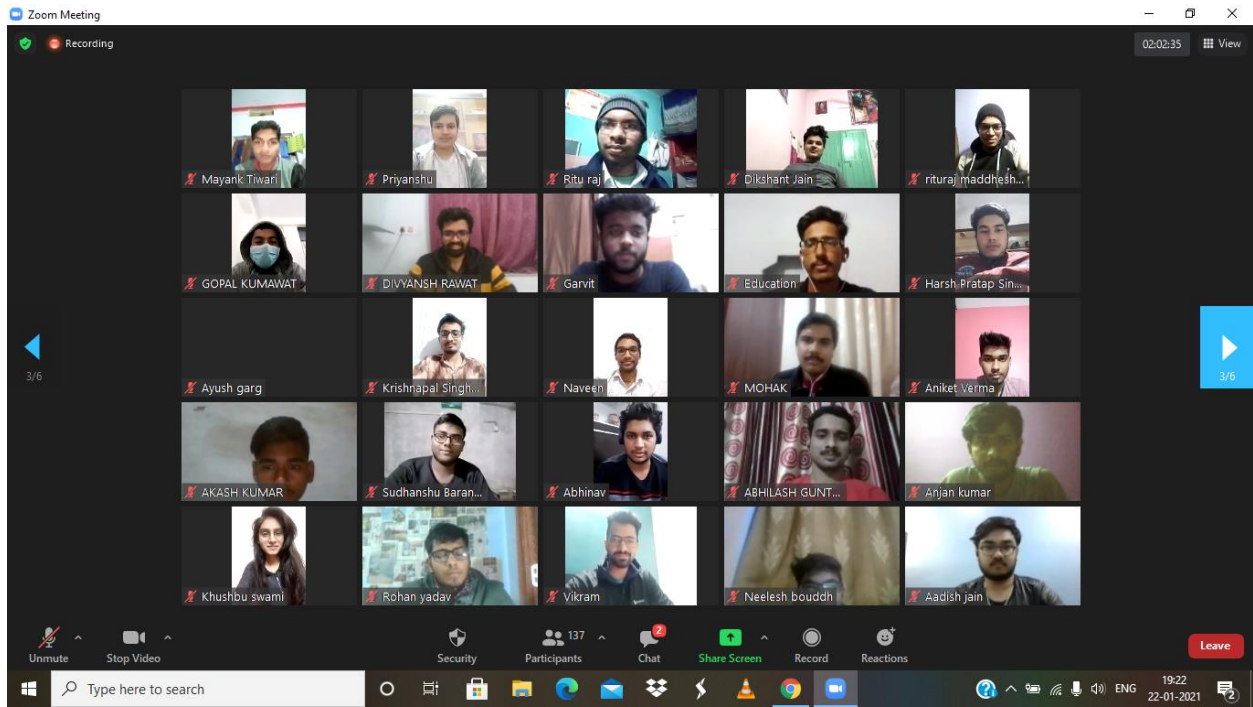 Zoom Meeting
Recording
02:02:35 View
Mayank Tiwari Priyanshu Ritu raj Dikshant Jain rituraj maddhesh...
GOPAL KUMAWAT DIVYANSH RAWAT Garvit Education Harsh Pratap Sin...
Ayush garg Krishnapal Singh... Naveen MOHAK Aniket Verma
3/6 3/6
AKASH KUMAR Sudhanshu Baran... Abhinav ABHILASH GUNT... Anjan kumar
Khushbu swami Rohan yadav Vikram Neelesh bouddh Aadish jain
137 2
Unmute Stop Video Security Participants Chat Share Screen Record Reactions Leave
Type here to search ENG 19:22
22-01-2021 2